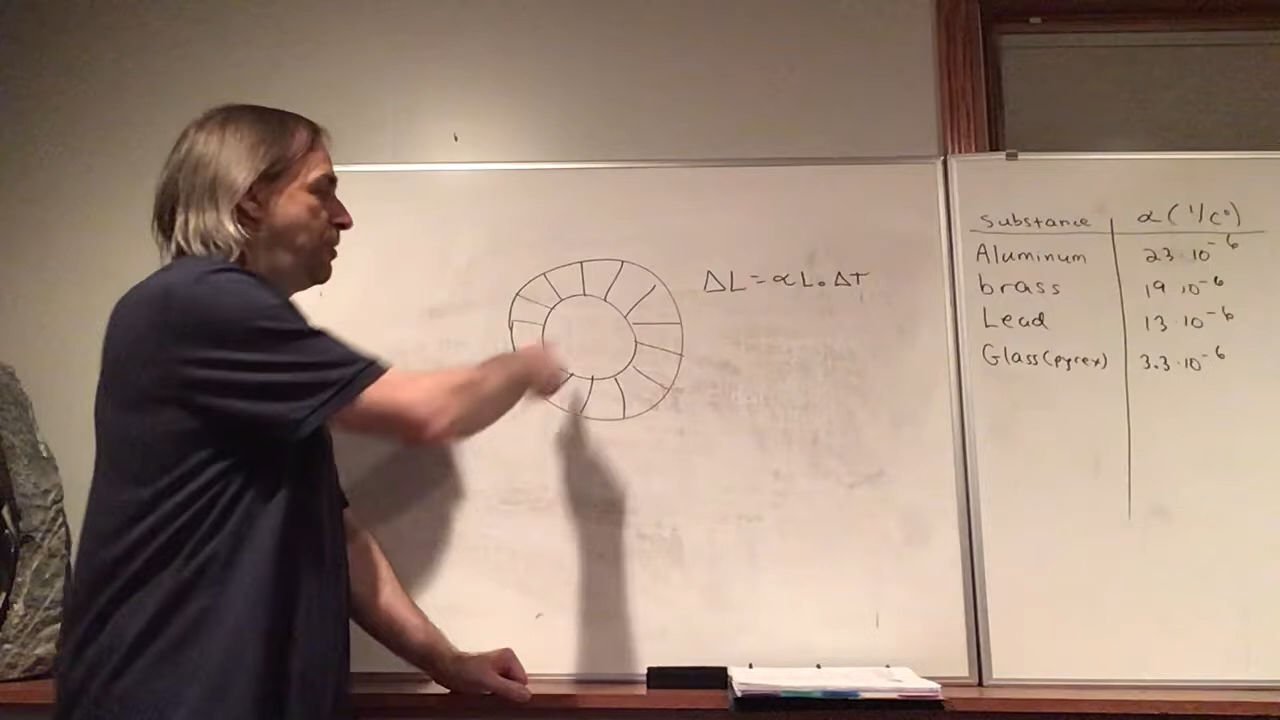 ΔL = α L₀ ΔT
Substance α (1/C°)
Aluminum 23·10⁻⁶
brass 19·10⁻⁶
Lead 13·10⁻⁶
Glass (pyrex) 3.3·10⁻⁶